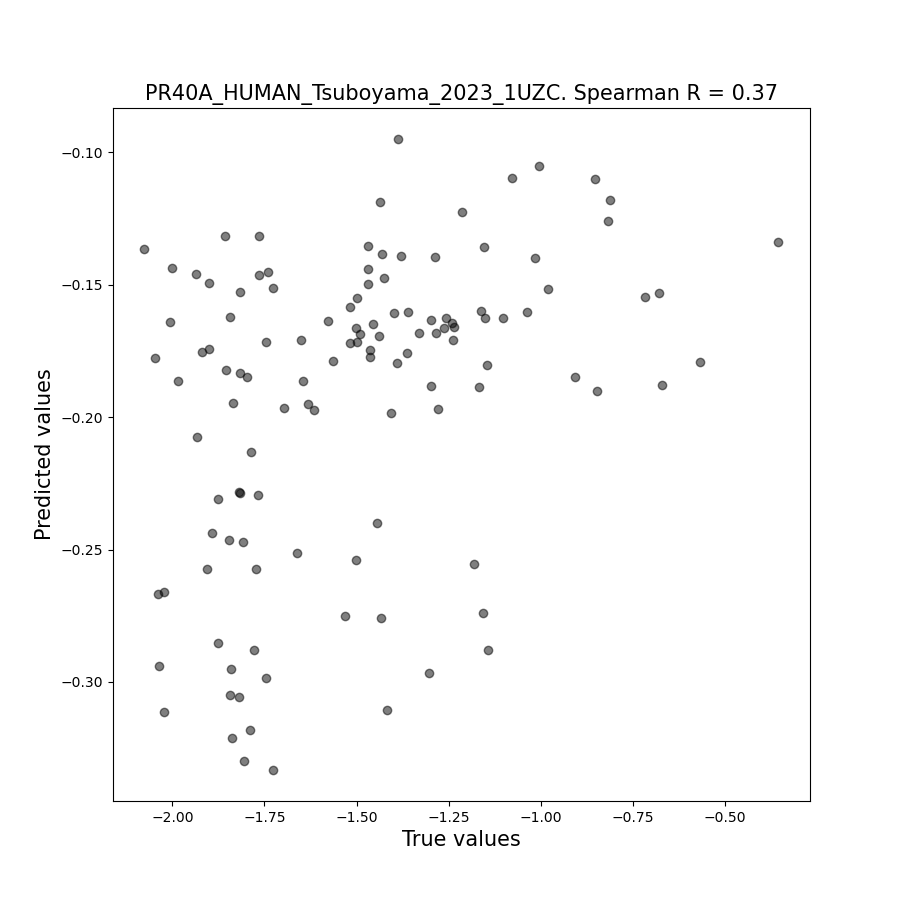 PR40A_HUMAN_Tsuboyama_2023_1UZC. Spearman R = 0.37
−0.10
−0.15
−0.20
−0.25
−0.30
Predicted values
−2.00 −1.75 −1.50 −1.25 −1.00 −0.75 −0.50
True values